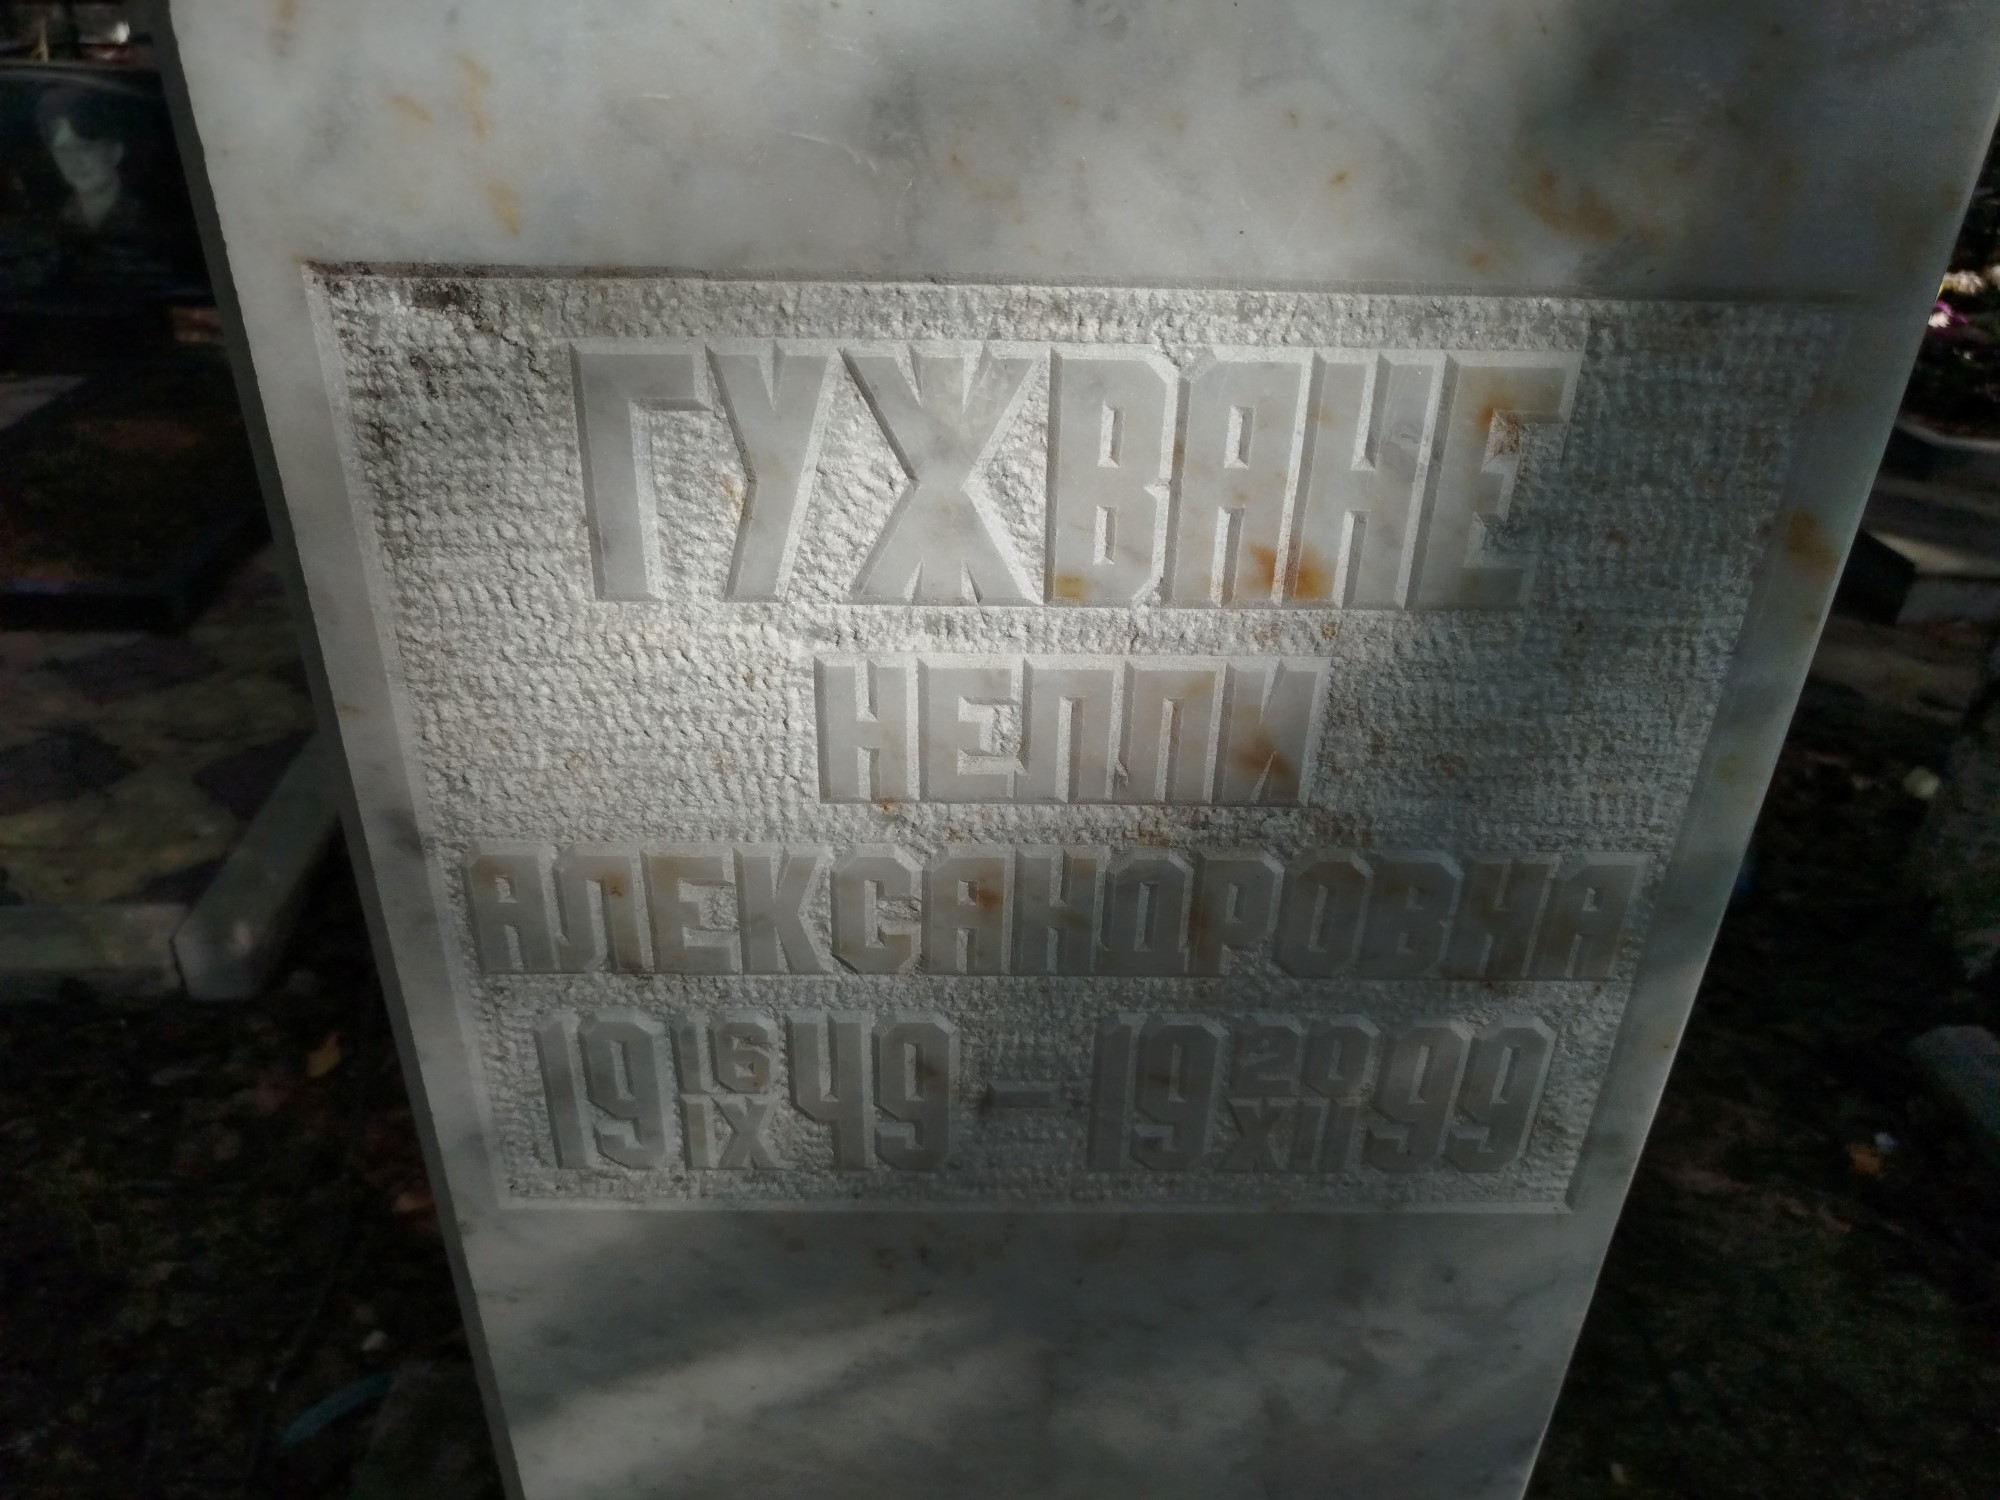 ГУЖВАНЕ
НЕЛЛИ
АЛЕКСАНДРОВНА
19 16 IX 49 – 19 20 XII 99